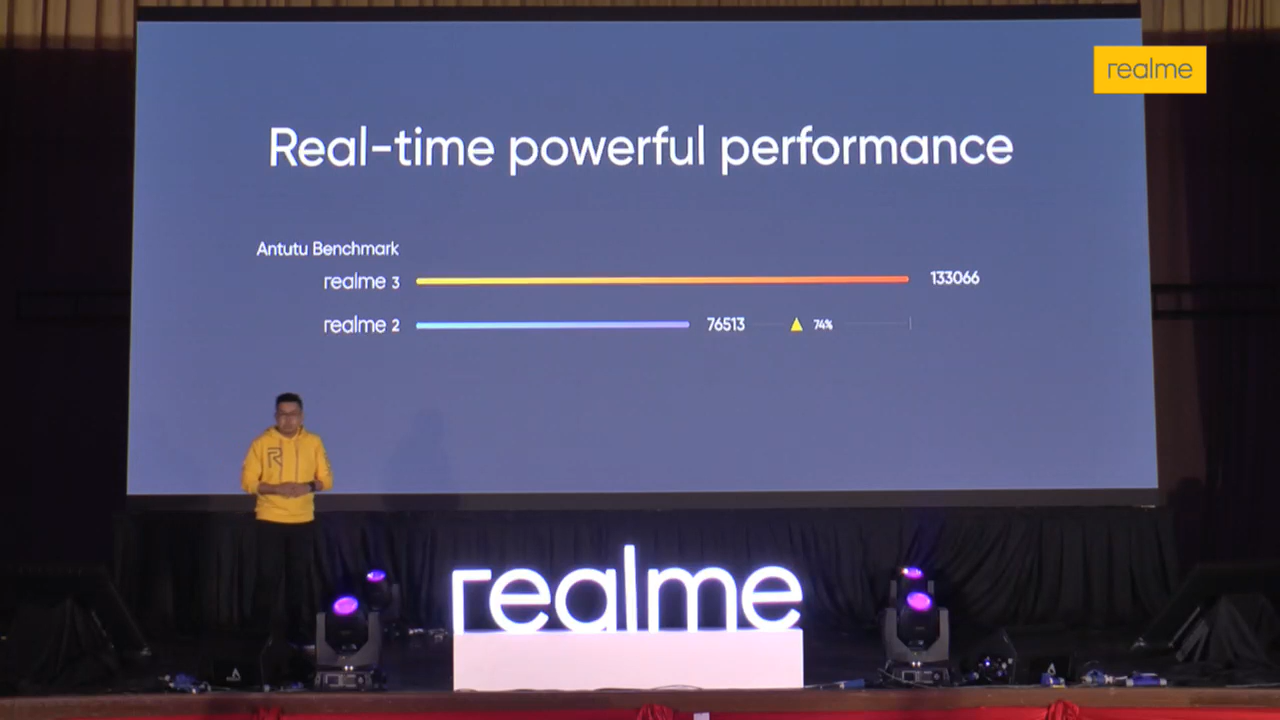 realme
Real-time powerful performance
Antutu Benchmark
realme 3 133066
realme 2 76513 74%
R
realme